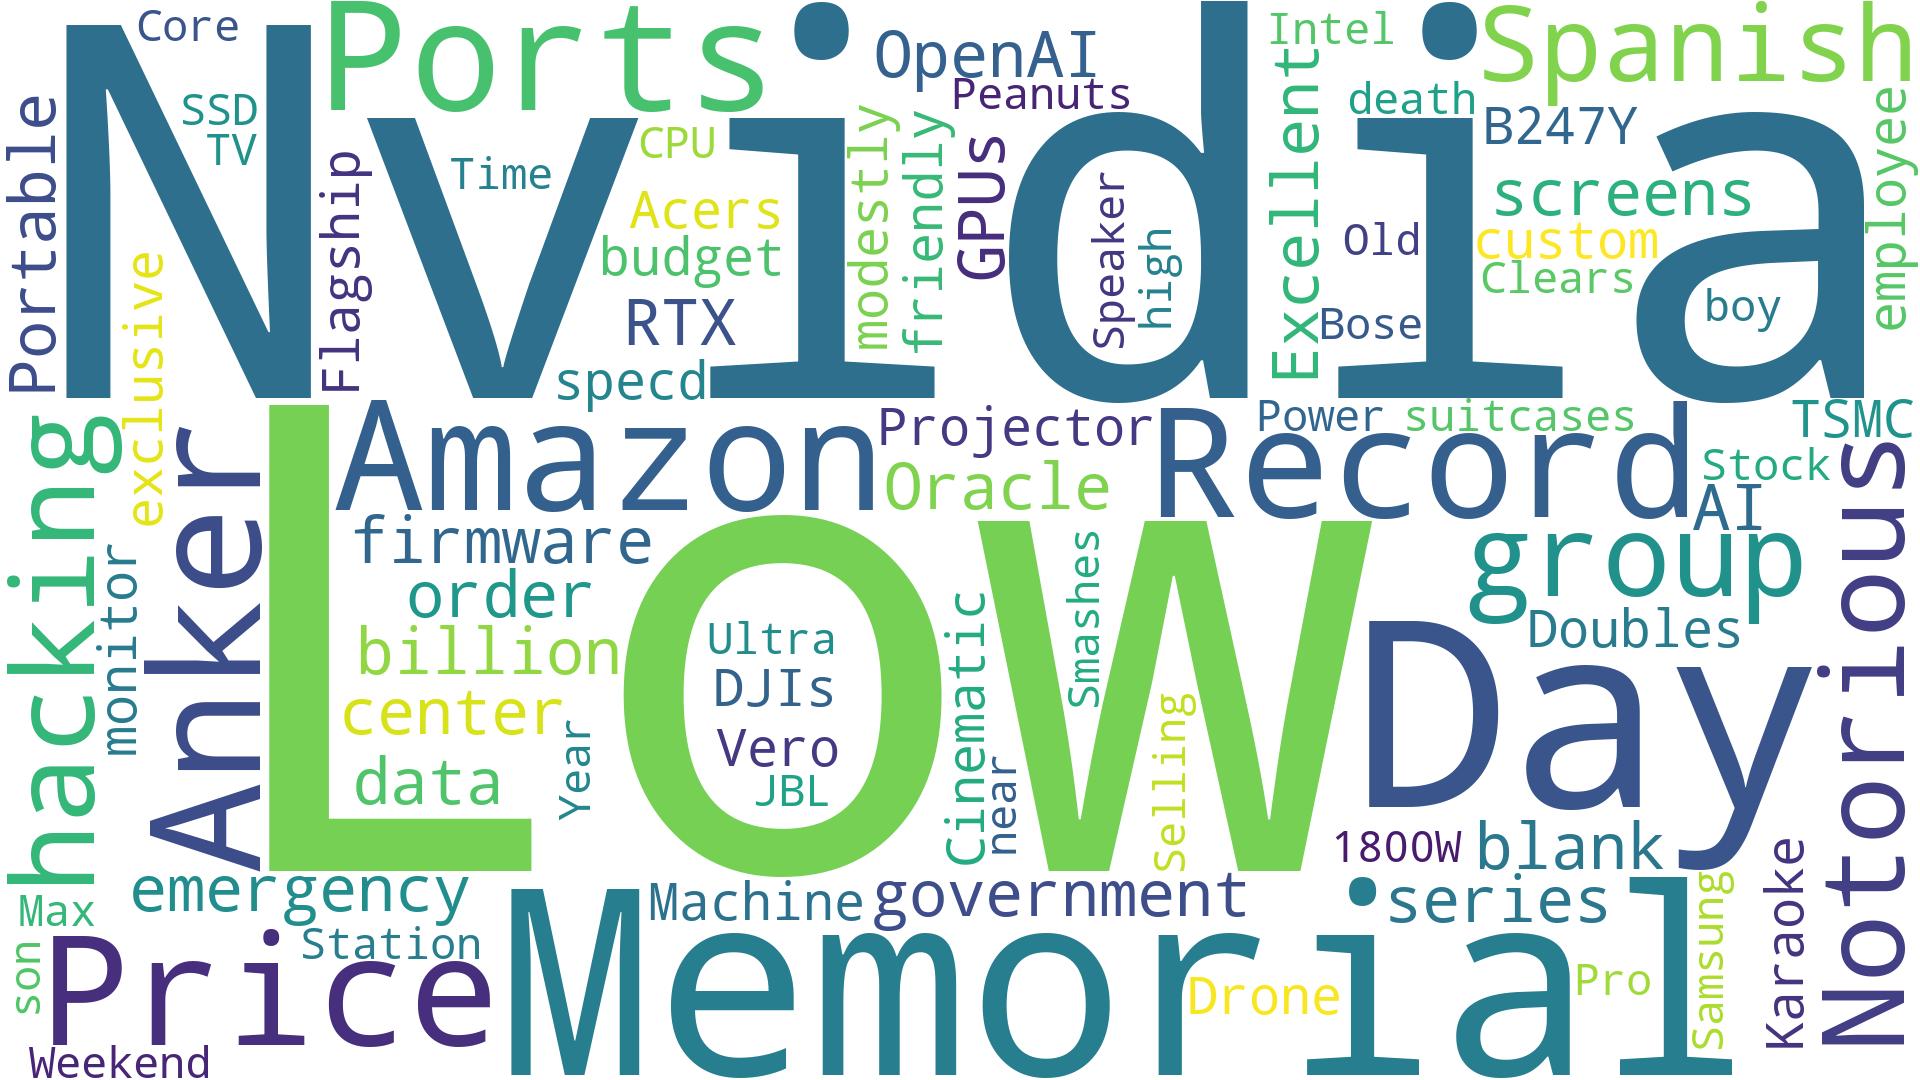 Nvidia
Core
Ports
OpenAI
Intel
Spanish
Peanuts
SSD
TV
Portable
Time
CPU
modestly
friendly
GPUs
Speaker
high
Excellent
death
B247Y
employee
Flagship
Acers
budget
RTX
specd
screens
Old
custom
Clears
Bose
boy
exclusive
hacking
Anker
Low
Amazon
Projector
Oracle
Record
Power
suitcases
TSMC
Stock
AI
Notorious
firmware
order
billion
center
data
Year
monitor
Ultra
DJIs
Vero
JBL
Cinematic
near
Smashes
Selling
group
Doubles
Day
1800W
blank
emergency
Max
Station
son
Price
Weekend
Memorial
Machine
government
series
Drone
Pro
Samsung
Karaoke